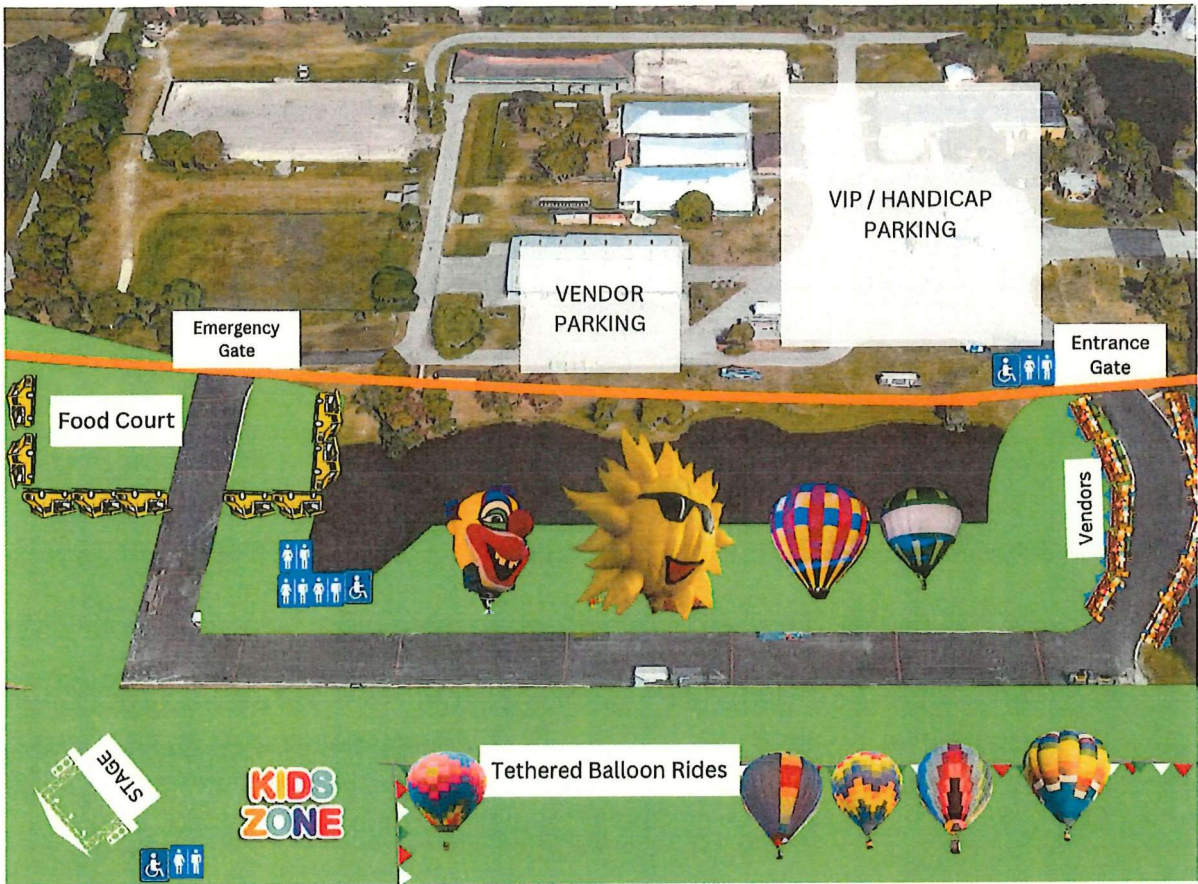 VIP / HANDICAP
PARKING
VENDOR
PARKING
Emergency
Gate
Entrance
Gate
Food Court
Vendors
STAGE
KIDS
ZONE
Tethered Balloon Rides